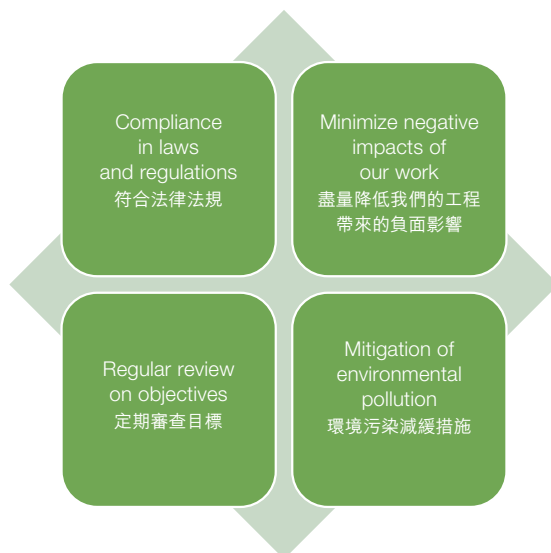 Compliance
in laws
and regulations
符合法律法規
Minimize negative
impacts of
our work
盡量降低我們的工程
帶來的負面影響
Regular review
on objectives
定期審查目標
Mitigation of
environmental
pollution
環境污染減緩措施